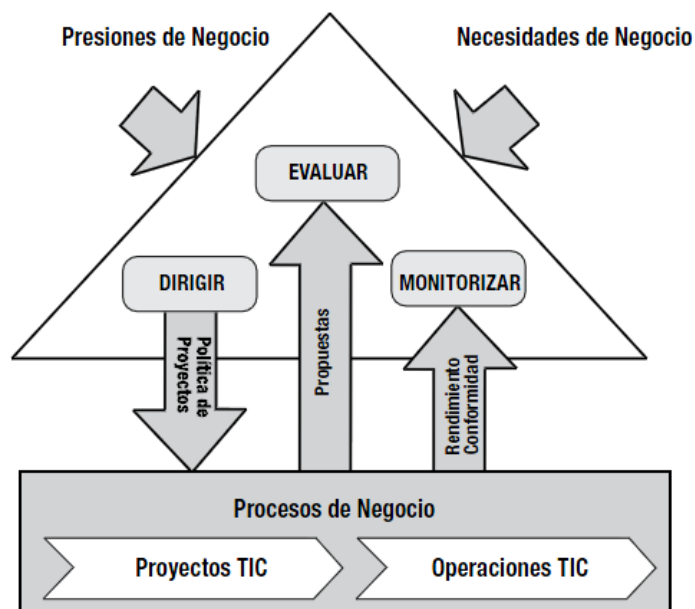 Presiones de Negocio
Necesidades de Negocio
EVALUAR
DIRIGIR
MONITORIZAR
Política de
Proyectos
Propuestas
Rendimiento
Conformidad
Procesos de Negocio
Proyectos TIC
Operaciones TIC